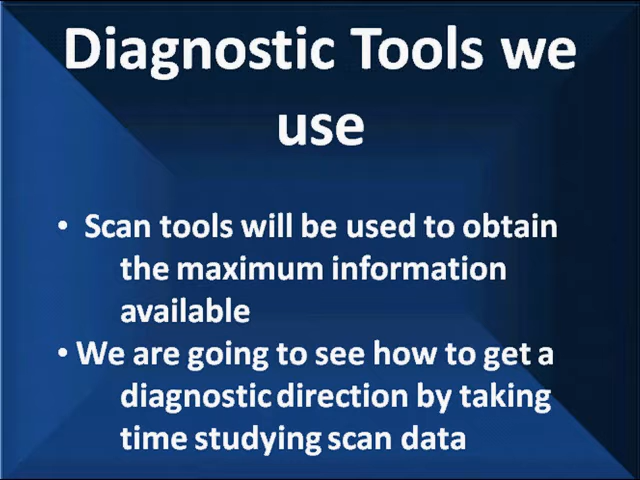 Diagnostic Tools we
use
• Scan tools will be used to obtain
the maximum information
available
• We are going to see how to get a
diagnostic direction by taking
time studying scan data